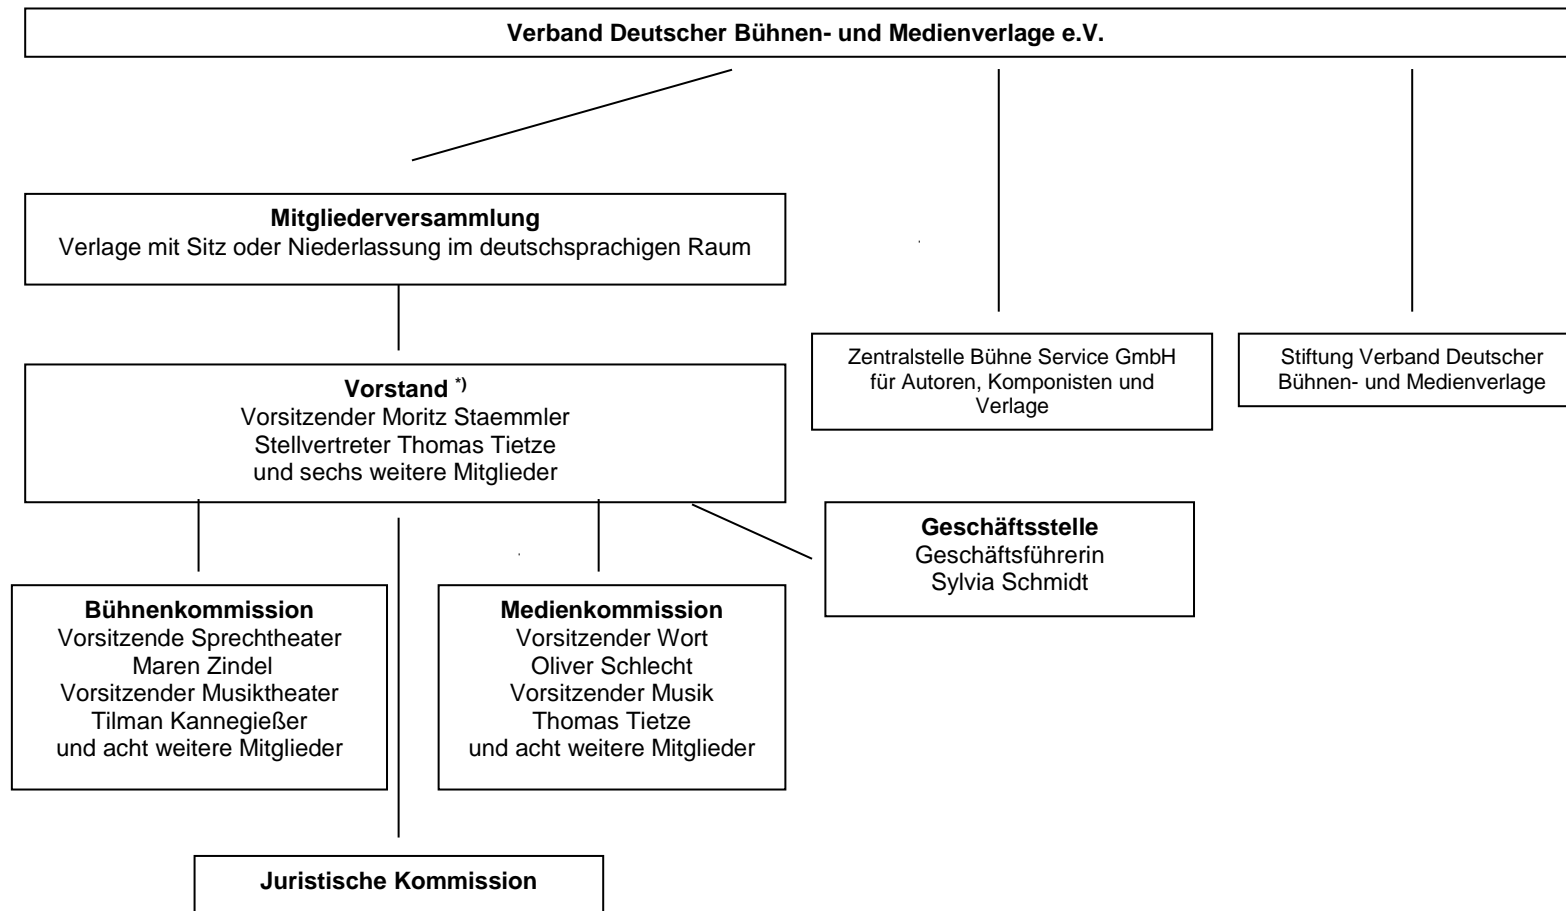 Verband Deutscher Bühnen- und Medienverlage e.V.
Mitgliederversammlung
Verlage mit Sitz oder Niederlassung im deutschsprachigen Raum
Zentralstelle Bühne Service GmbH
für Autoren, Komponisten und
Verlage
Stiftung Verband Deutscher
Bühnen- und Medienverlage
Vorstand *)
Vorsitzender Moritz Staemmler
Stellvertreter Thomas Tietze
und sechs weitere Mitglieder
Geschäftsstelle
Geschäftsführerin
Sylvia Schmidt
Bühnenkommission
Vorsitzende Sprechtheater
Maren Zindel
Vorsitzender Musiktheater
Tilman Kannegießer
und acht weitere Mitglieder
Medienkommission
Vorsitzender Wort
Oliver Schlecht
Vorsitzender Musik
Thomas Tietze
und acht weitere Mitglieder
Juristische Kommission